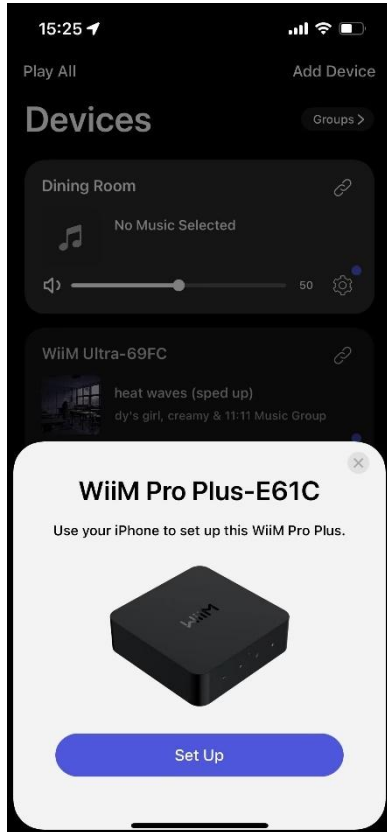 15:25
Play All
Add Device
Devices
Groups >
Dining Room
No Music Selected
50
WiiM Ultra-69FC
heat waves (sped up)
dy's girl, creamy & 11:11 Music Group
WiiM Pro Plus-E61C
Use your iPhone to set up this WiiM Pro Plus.
WiiM
Set Up